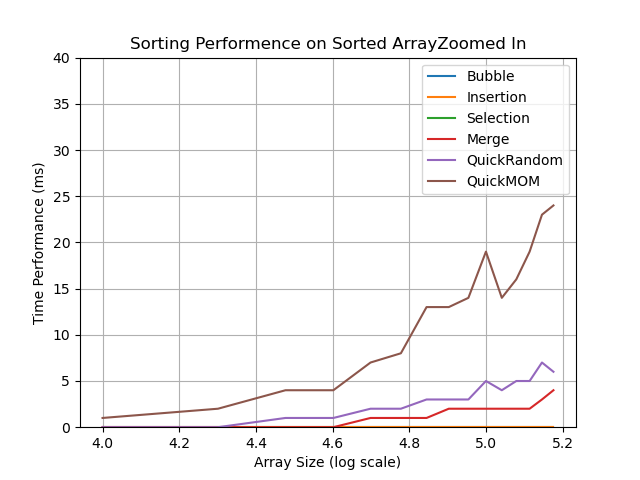 Sorting Performence on Sorted ArrayZoomed In
40
35
30
25
20
15
10
5
0
Time Performance (ms)
Bubble
Insertion
Selection
Merge
QuickRandom
QuickMOM
4.0 4.2 4.4 4.6 4.8 5.0 5.2
Array Size (log scale)